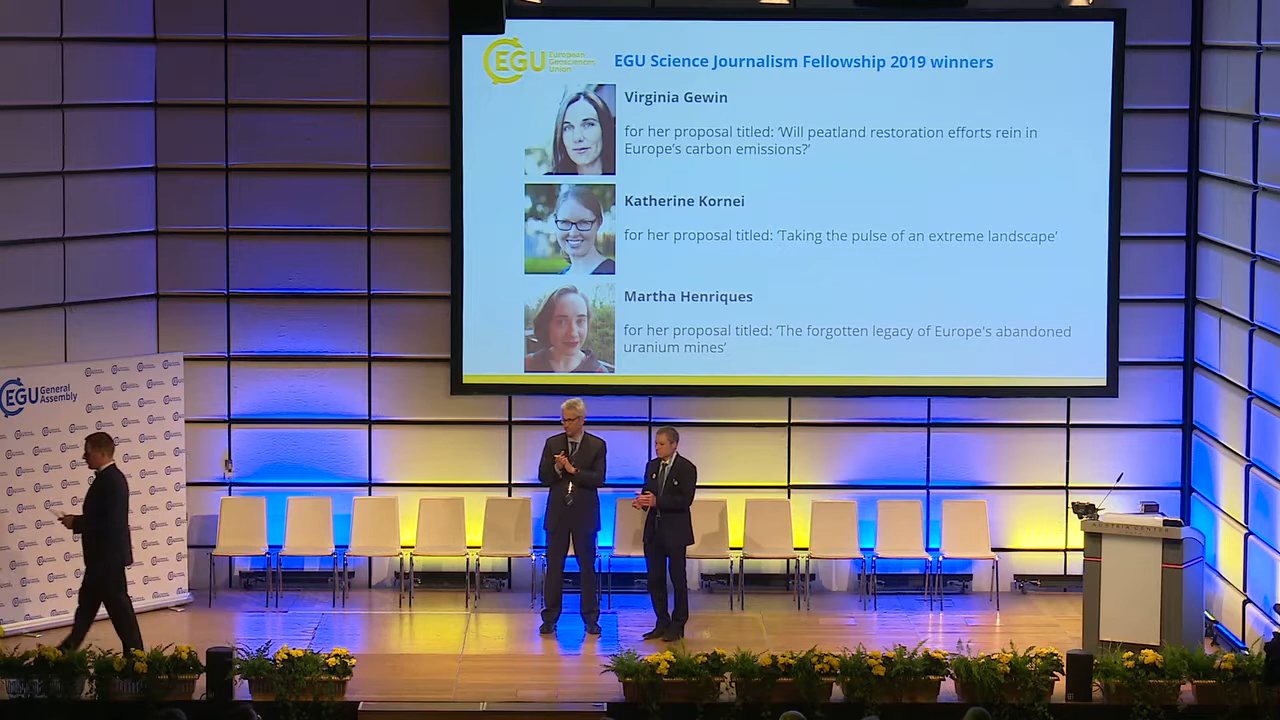 EGU European
Geosciences
Union
EGU Science Journalism Fellowship 2019 winners
Virginia Gewin
for her proposal titled: ‘Will peatland restoration efforts rein in
Europe’s carbon emissions?’
Katherine Kornei
for her proposal titled: ‘Taking the pulse of an extreme landscape’
Martha Henriques
for her proposal titled: ‘The forgotten legacy of Europe's abandoned
uranium mines’
EGU General
Assembly
AUSTRIA CENTER